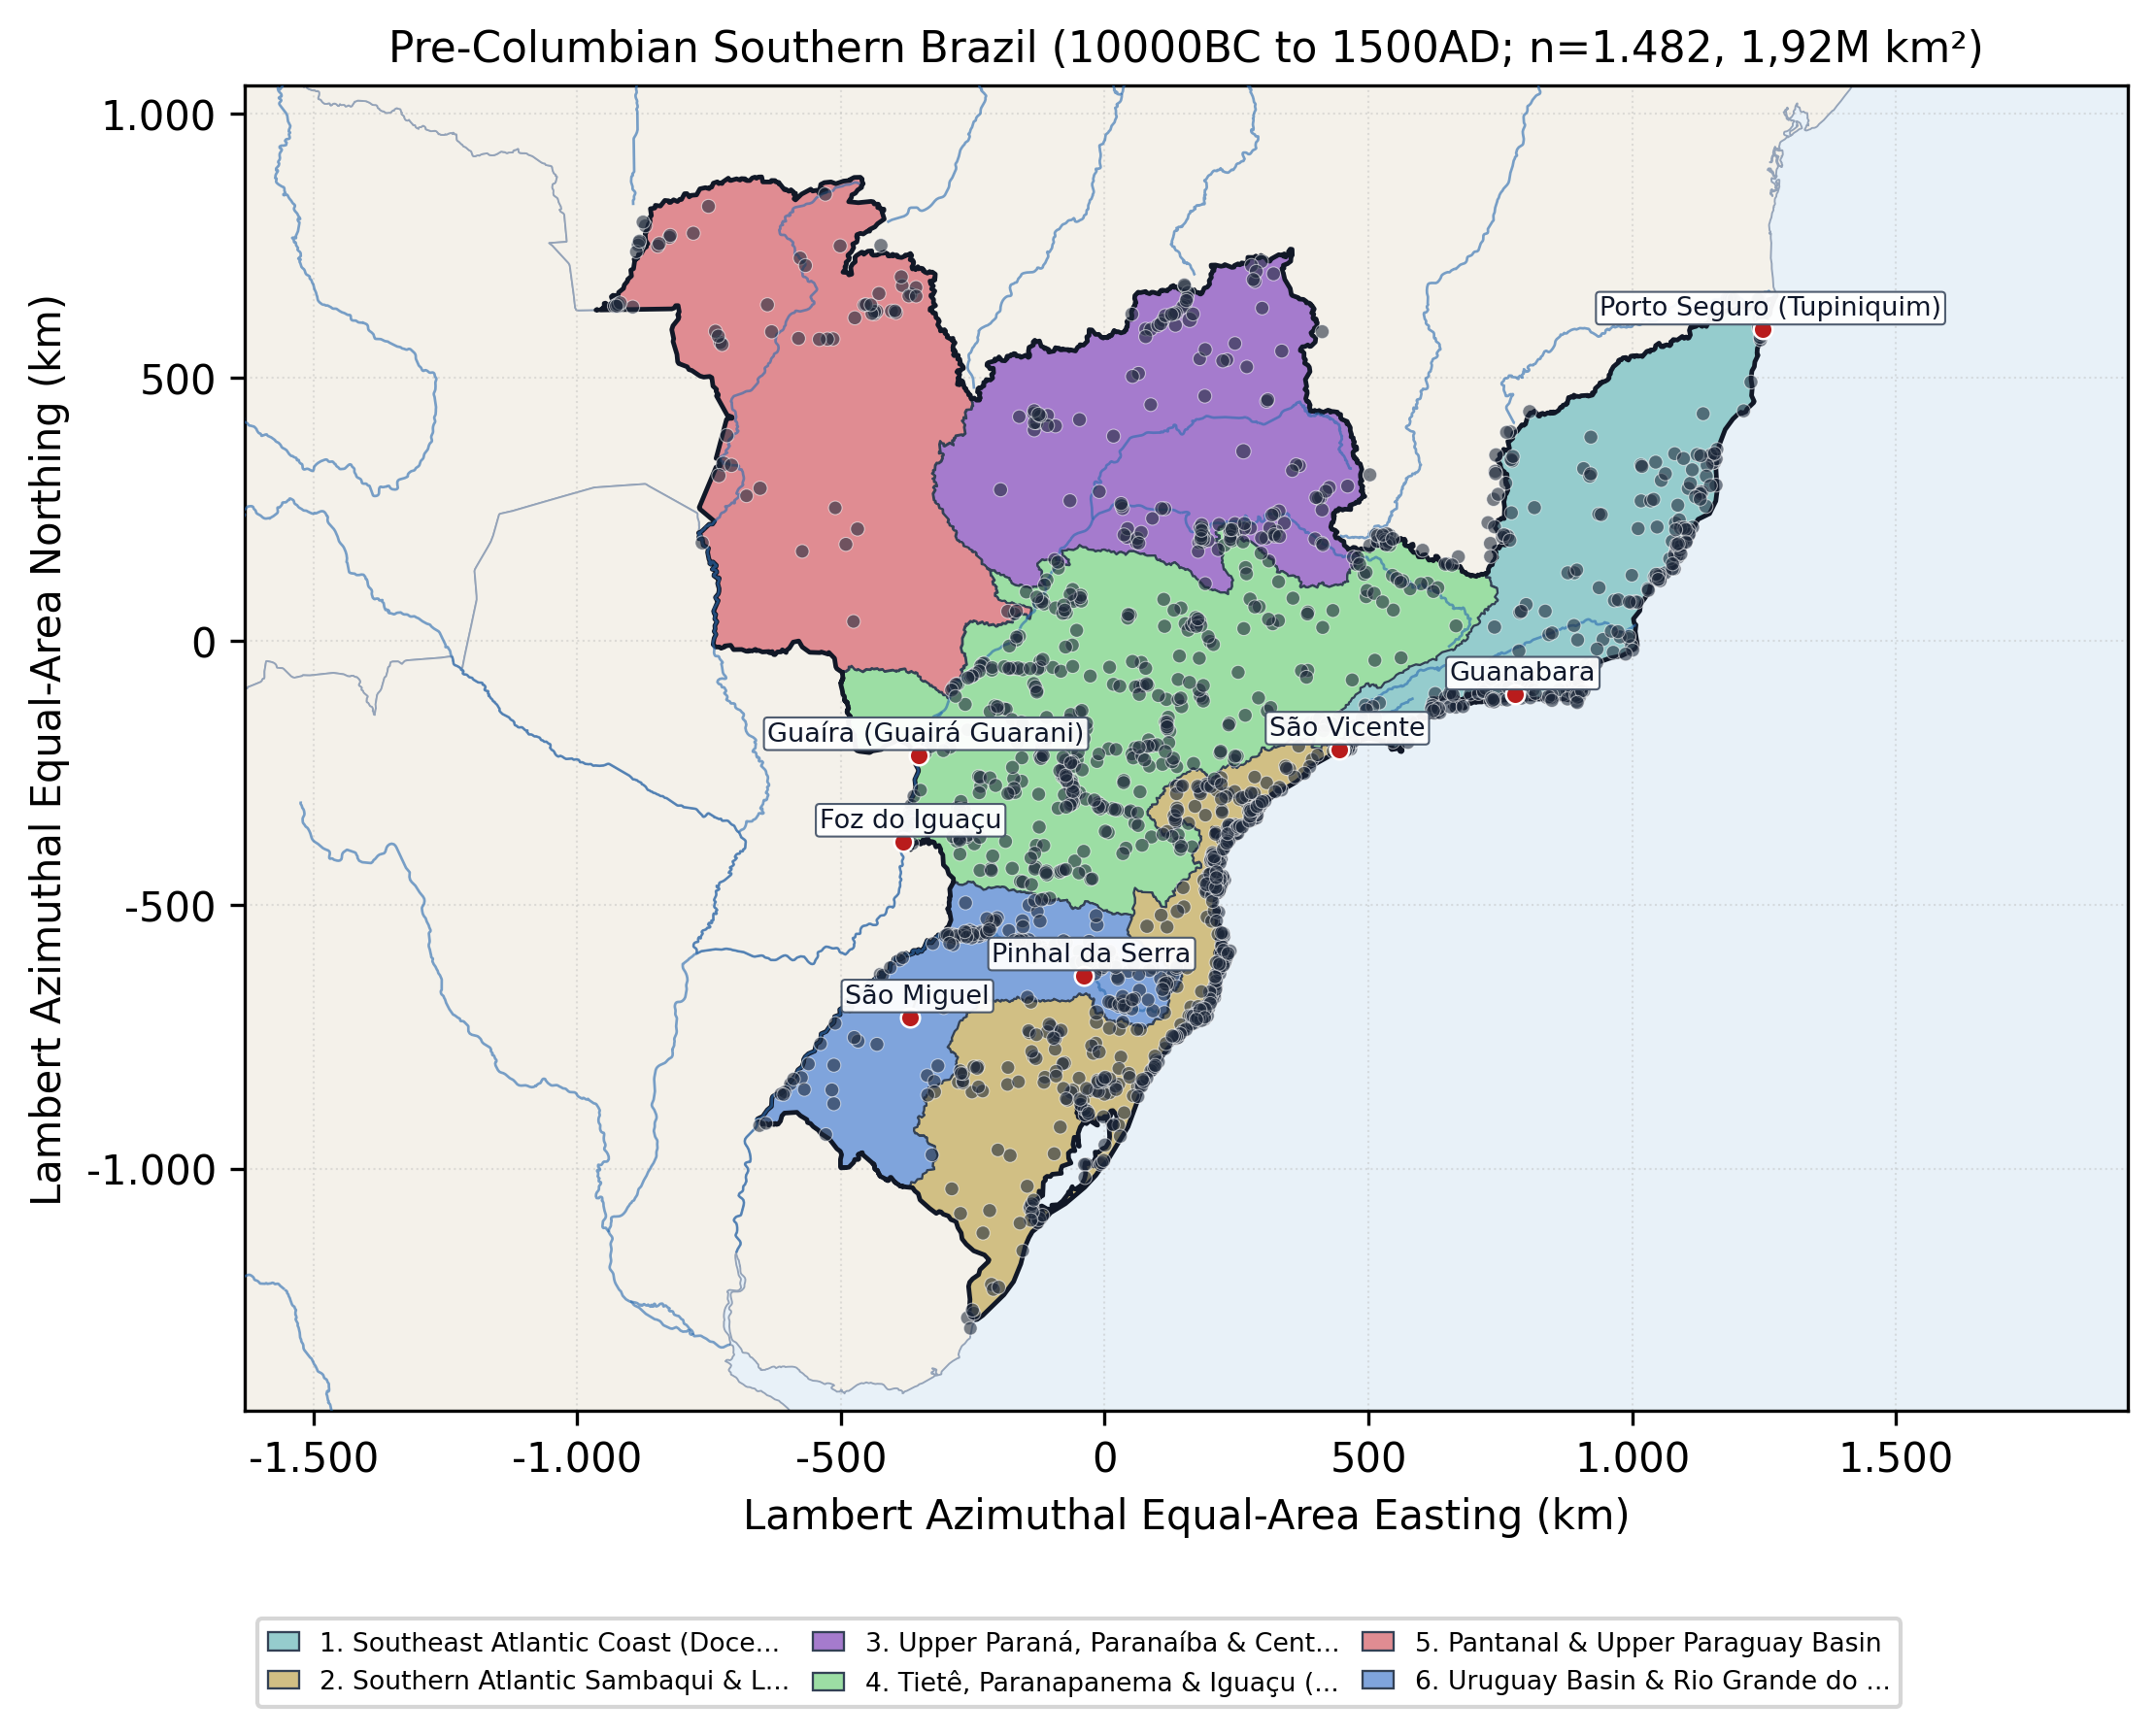 Pre-Columbian Southern Brazil (10000BC to 1500AD; n=1.482, 1,92M km²)
Lambert Azimuthal Equal-Area Northing (km)
1.000
500
0
-500
-1.000
Porto Seguro (Tupiniquim)
Guanabara
São Vicente
Guaíra (Guairá Guarani)
Foz do Iguaçu
Pinhal da Serra
São Miguel
-1.500
-1.000
-500
0
500
1.000
1.500
Lambert Azimuthal Equal-Area Easting (km)
1. Southeast Atlantic Coast (Doce...
2. Southern Atlantic Sambaqui & L...
3. Upper Paraná, Paranaíba & Cent...
4. Tietê, Paranapanema & Iguaçu (...
5. Pantanal & Upper Paraguay Basin
6. Uruguay Basin & Rio Grande do ...